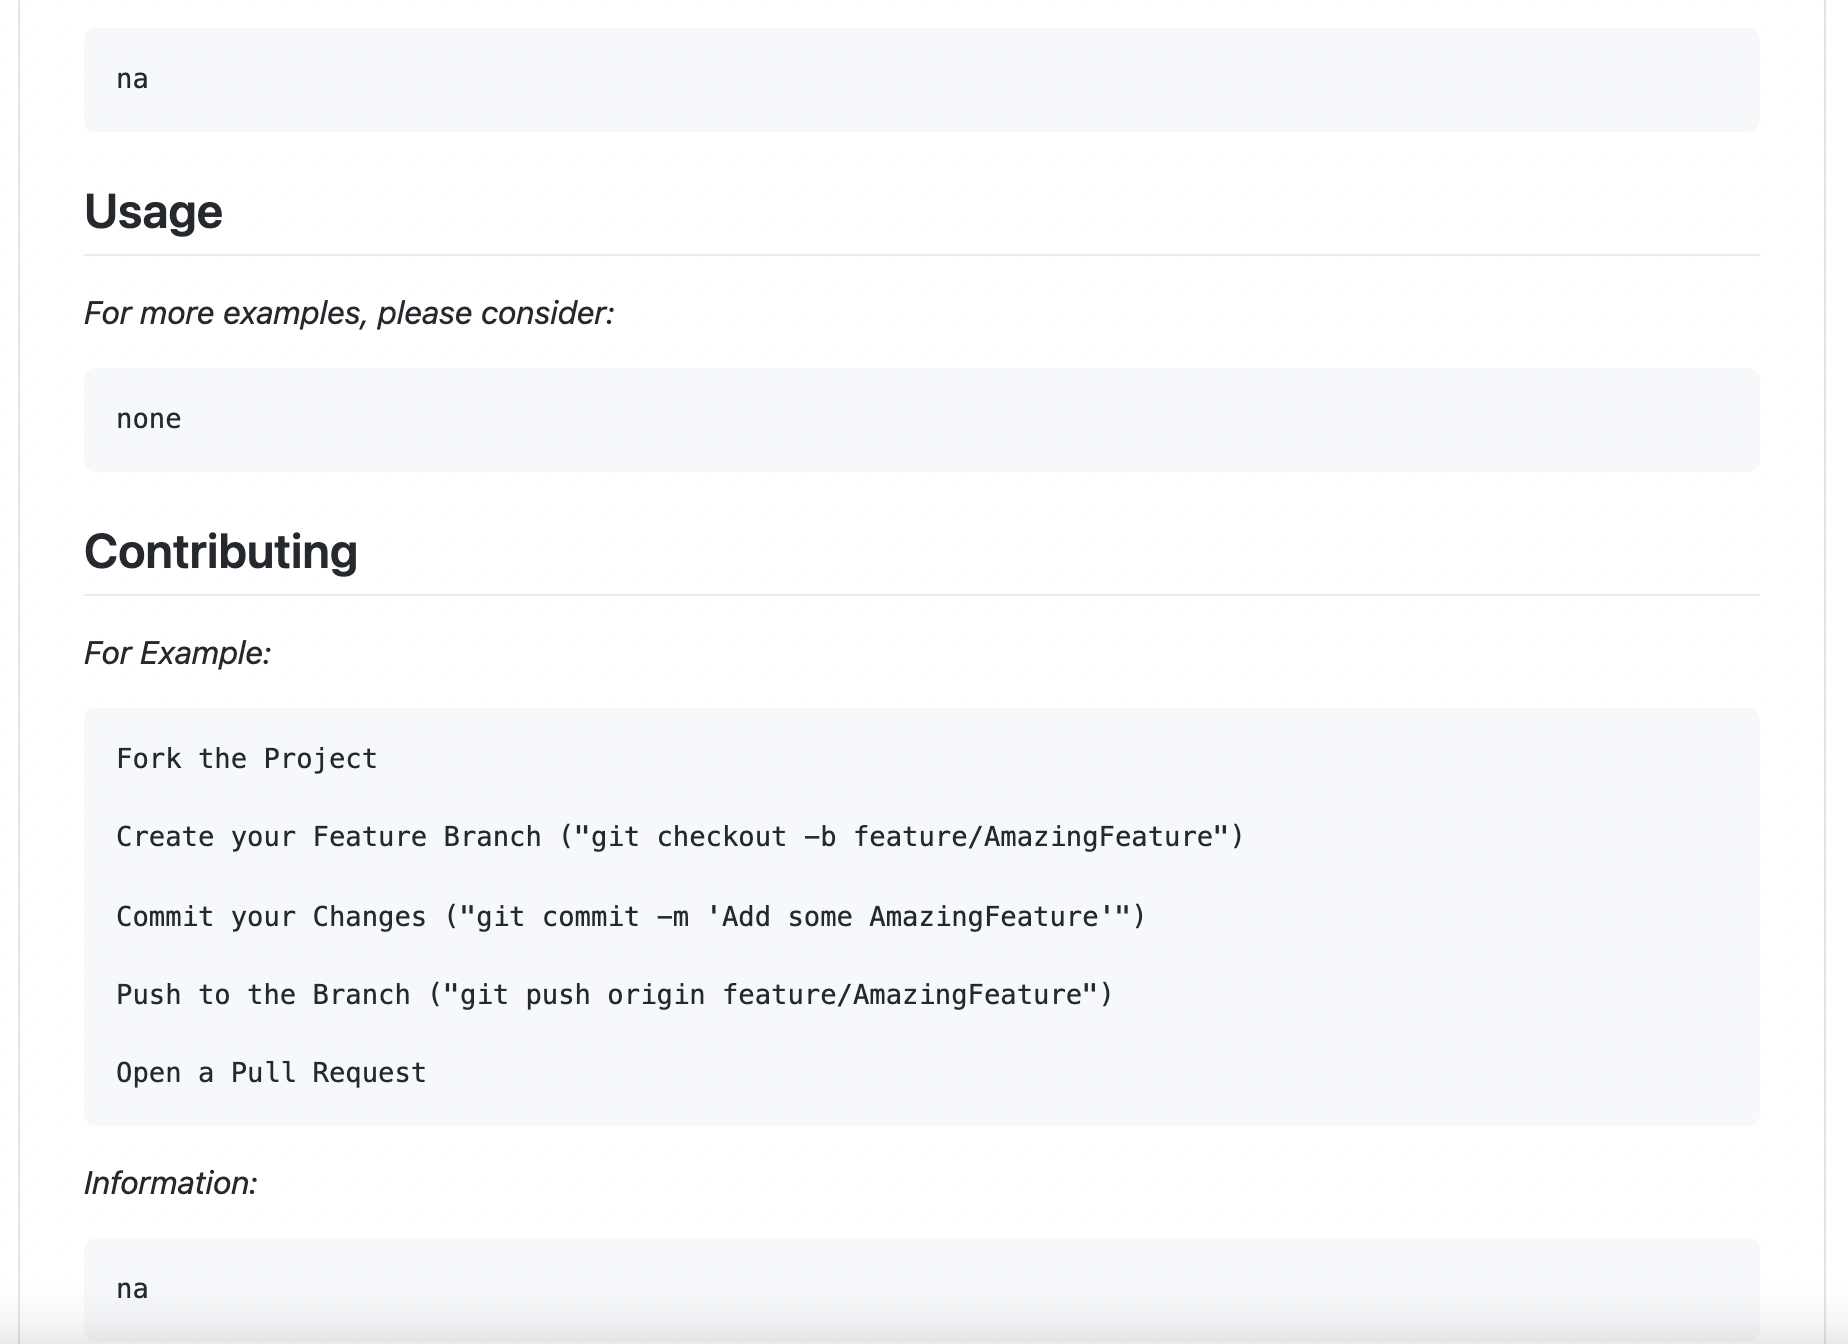 na
Usage
For more examples, please consider:
none
Contributing
For Example:
Fork the Project
Create your Feature Branch ("git checkout -b feature/AmazingFeature")
Commit your Changes ("git commit -m 'Add some AmazingFeature'")
Push to the Branch ("git push origin feature/AmazingFeature")
Open a Pull Request
Information:
na